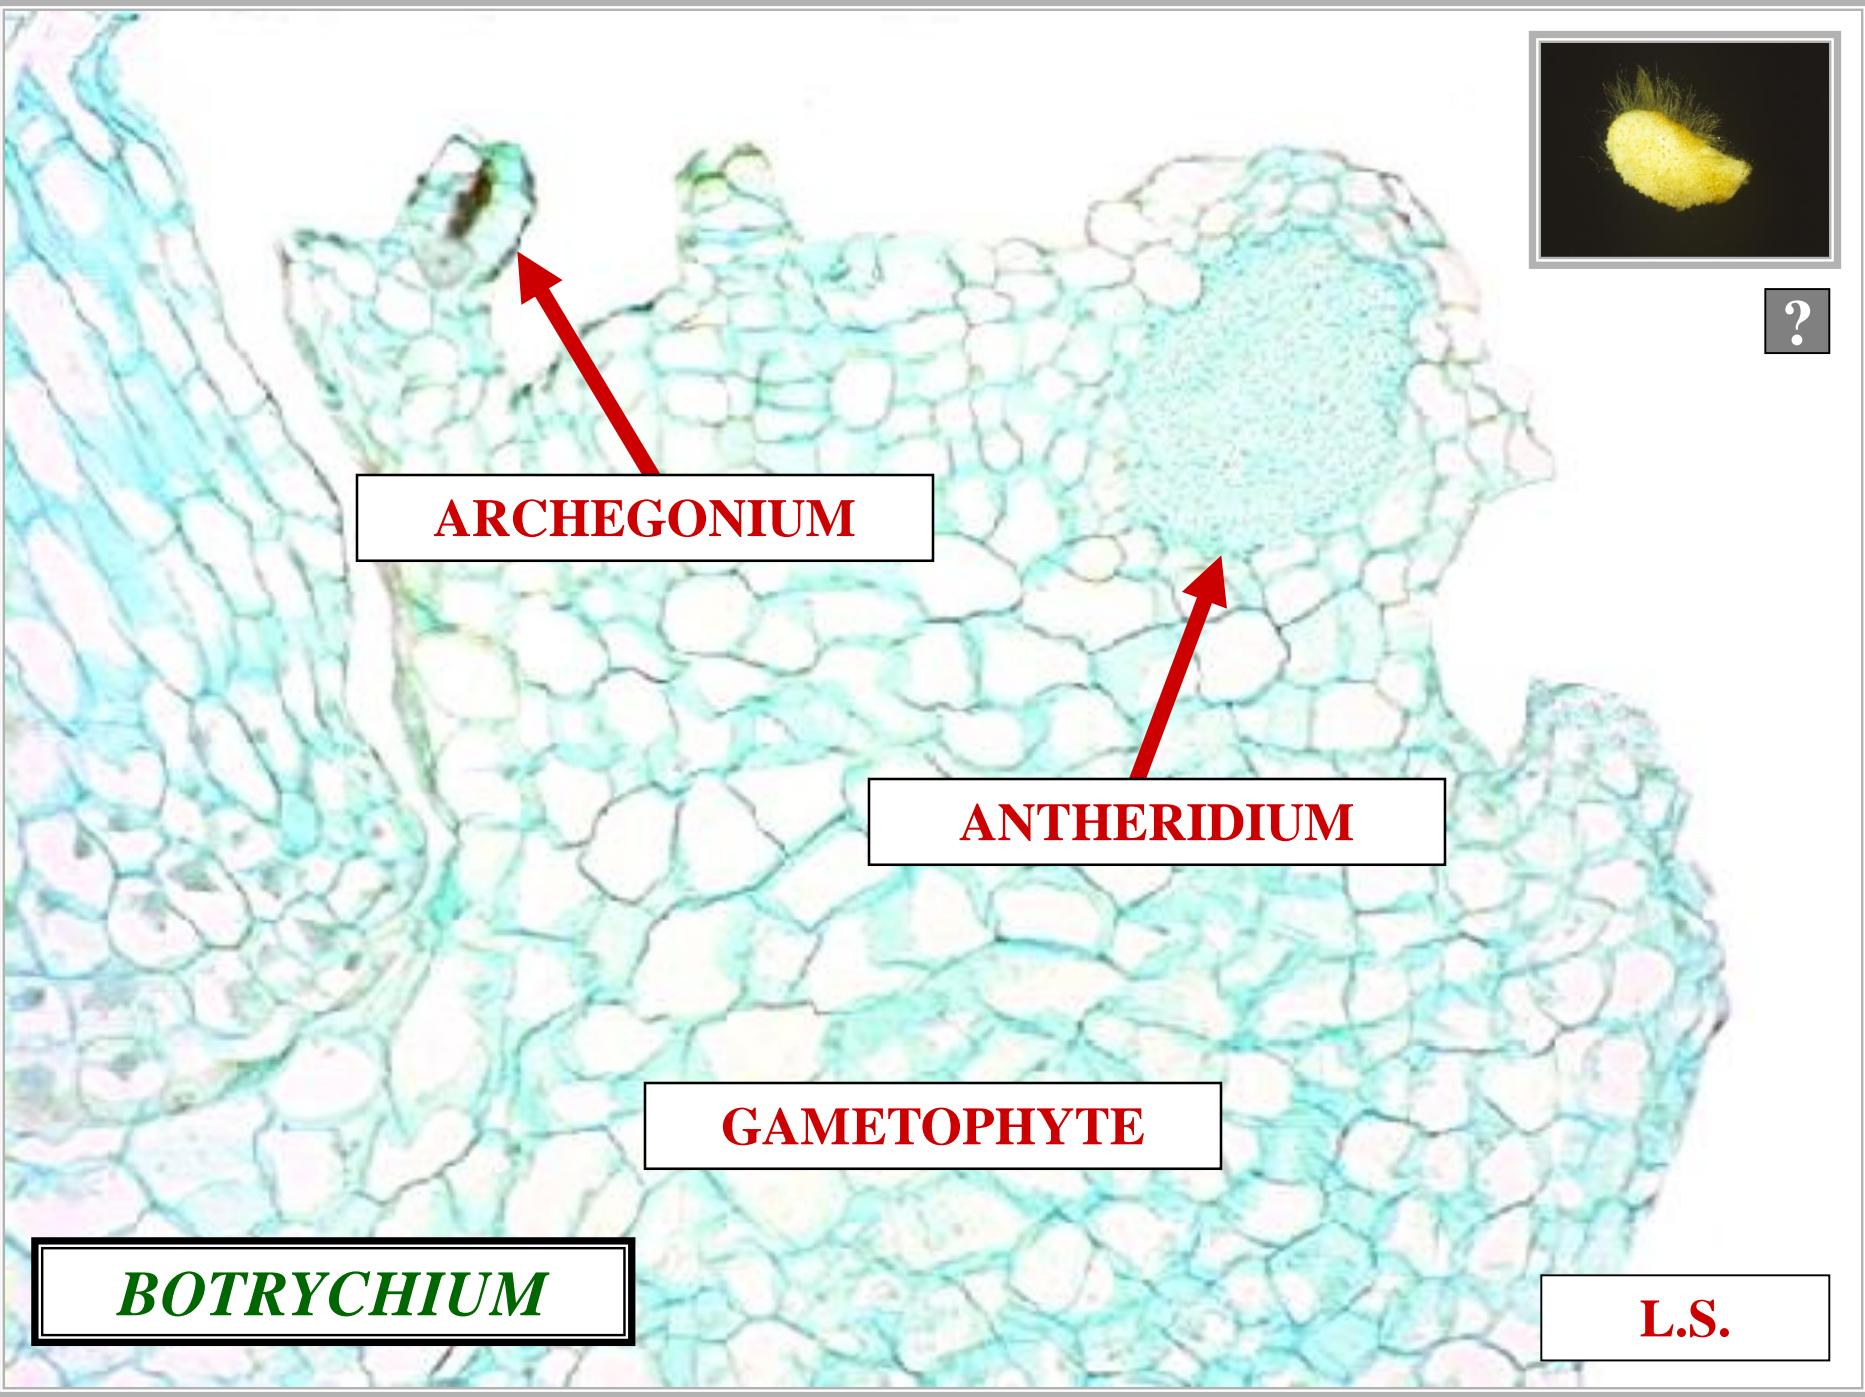 ?
ARCHEGONIUM
ANTHERIDIUM
GAMETOPHYTE
BOTRYCHIUM
L.S.